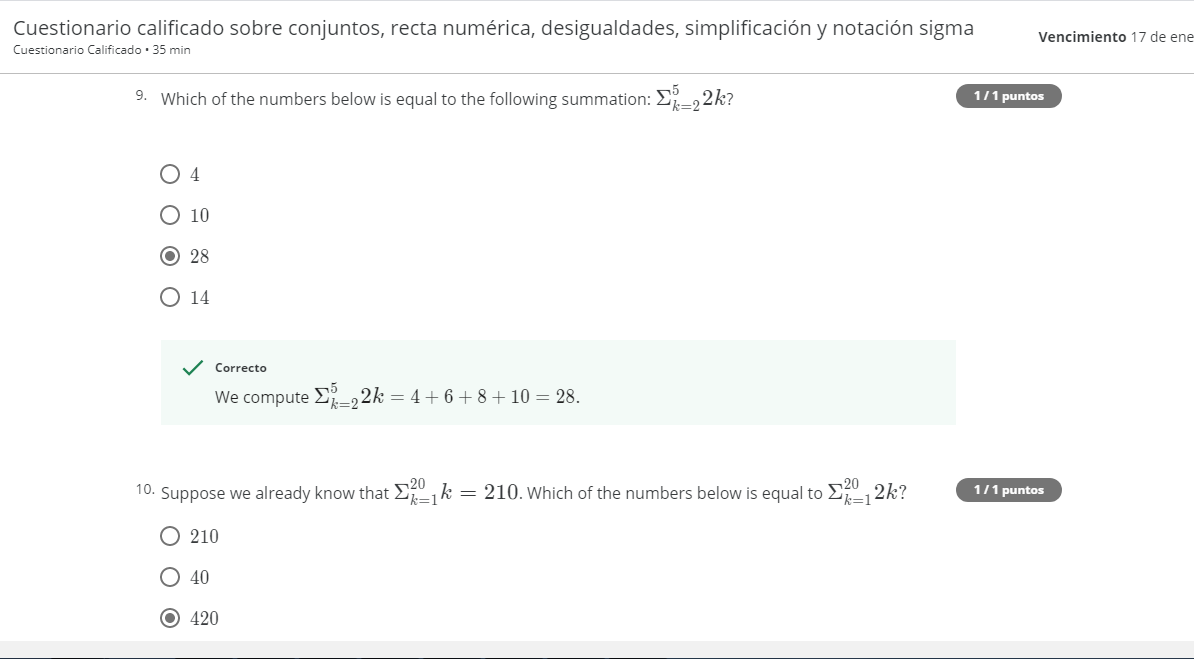 Cuestionario calificado sobre conjuntos, recta numérica, desigualdades, simplificación y notación sigma
Cuestionario Calificado • 35 min
Vencimiento 17 de ene
9. Which of the numbers below is equal to the following summation: Σ_{k=2}^{5} 2k?
1 / 1 puntos
4
10
28
14
Correcto
We compute Σ_{k=2}^{5} 2k = 4 + 6 + 8 + 10 = 28.
10. Suppose we already know that Σ_{k=1}^{20} k = 210. Which of the numbers below is equal to Σ_{k=1}^{20} 2k?
1 / 1 puntos
210
40
420